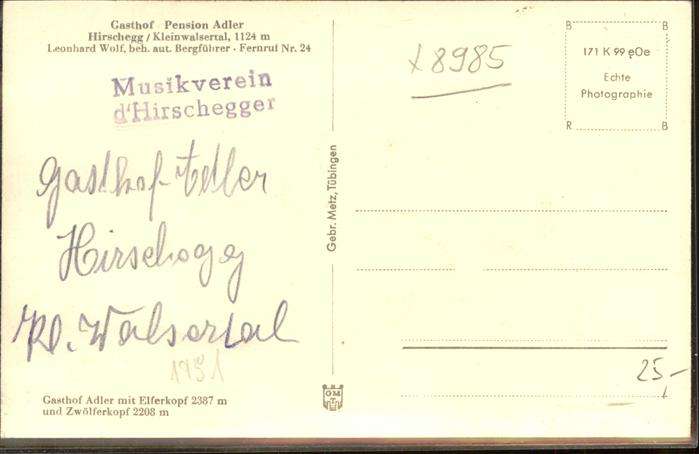 Gasthof · Pension Adler
Hirschegg / Kleinwalsertal, 1124 m
Leonhard Wolf, beh. aut. Bergführer · Fernruf Nr. 24
Musikverein
d'Hirschegger
Gasthof Adler
Hirschegg
Kl. Walsertal
1951
Gasthof Adler mit Elferkopf 2387 m
und Zwölferkopf 2208 m
Gebr. Metz, Tübingen
GM
x8985
B B
171 K 99 eOe
Echte
Photographie
R B
25,-